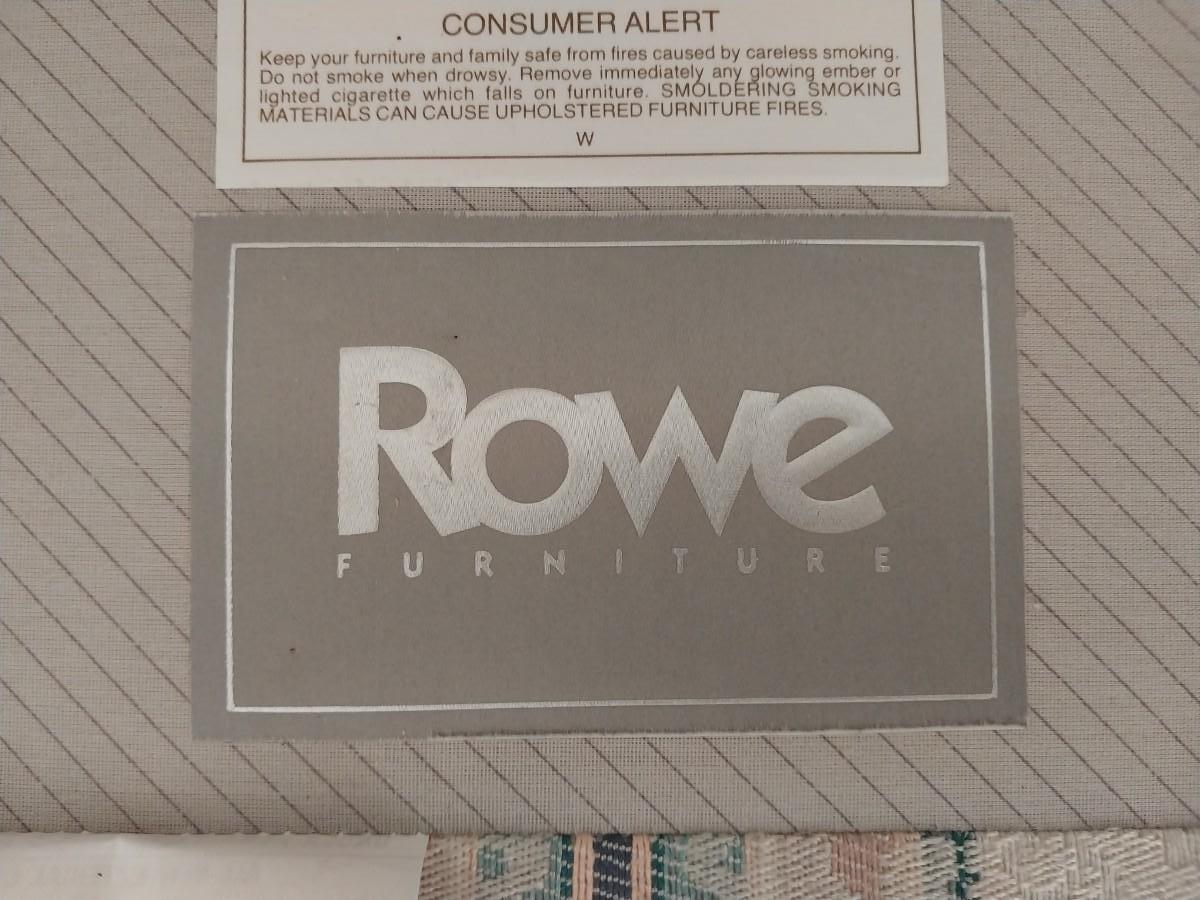 CONSUMER ALERT
Keep your furniture and family safe from fires caused by careless smoking.
Do not smoke when drowsy. Remove immediately any glowing ember or
lighted cigarette which falls on furniture. SMOLDERING SMOKING
MATERIALS CAN CAUSE UPHOLSTERED FURNITURE FIRES.
W
Rowe
FURNITURE